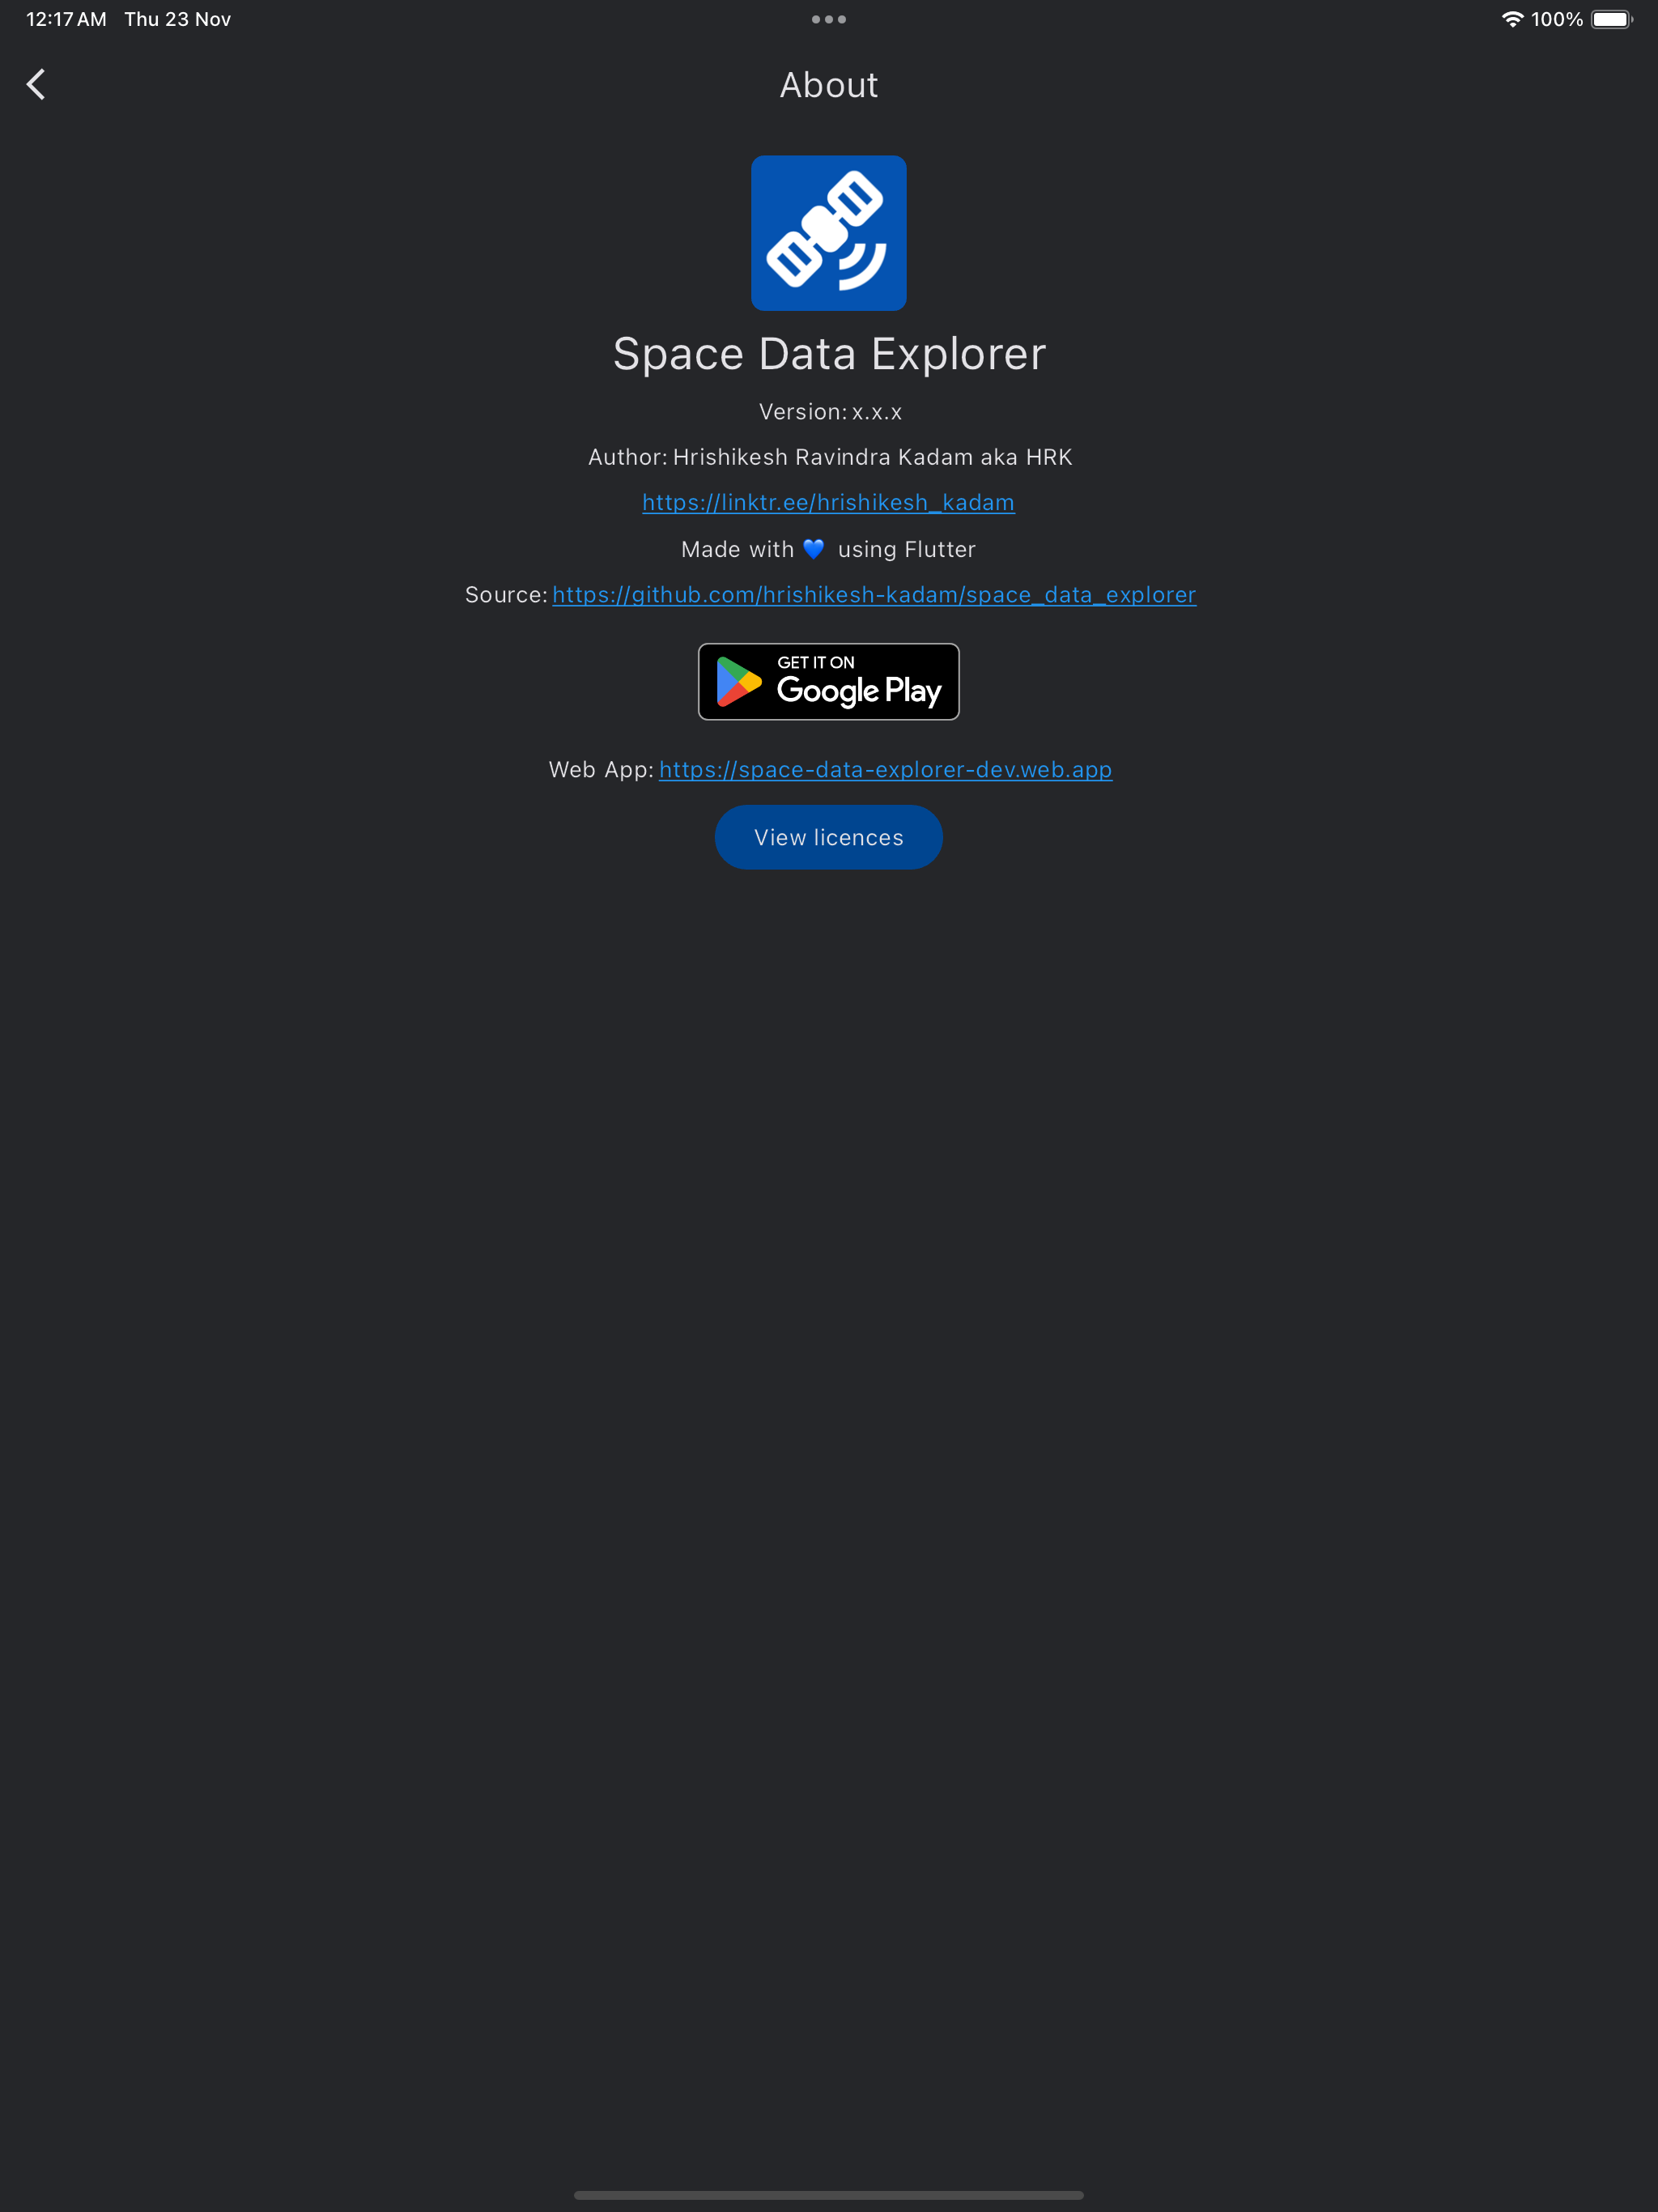 12:17 AM Thu 23 Nov
100%
About
Space Data Explorer
Version: x.x.x
Author: Hrishikesh Ravindra Kadam aka HRK
https://linktr.ee/hrishikesh_kadam
Made with 💙 using Flutter
Source: https://github.com/hrishikesh-kadam/space_data_explorer
GET IT ON
Google Play
Web App: https://space-data-explorer-dev.web.app
View licences